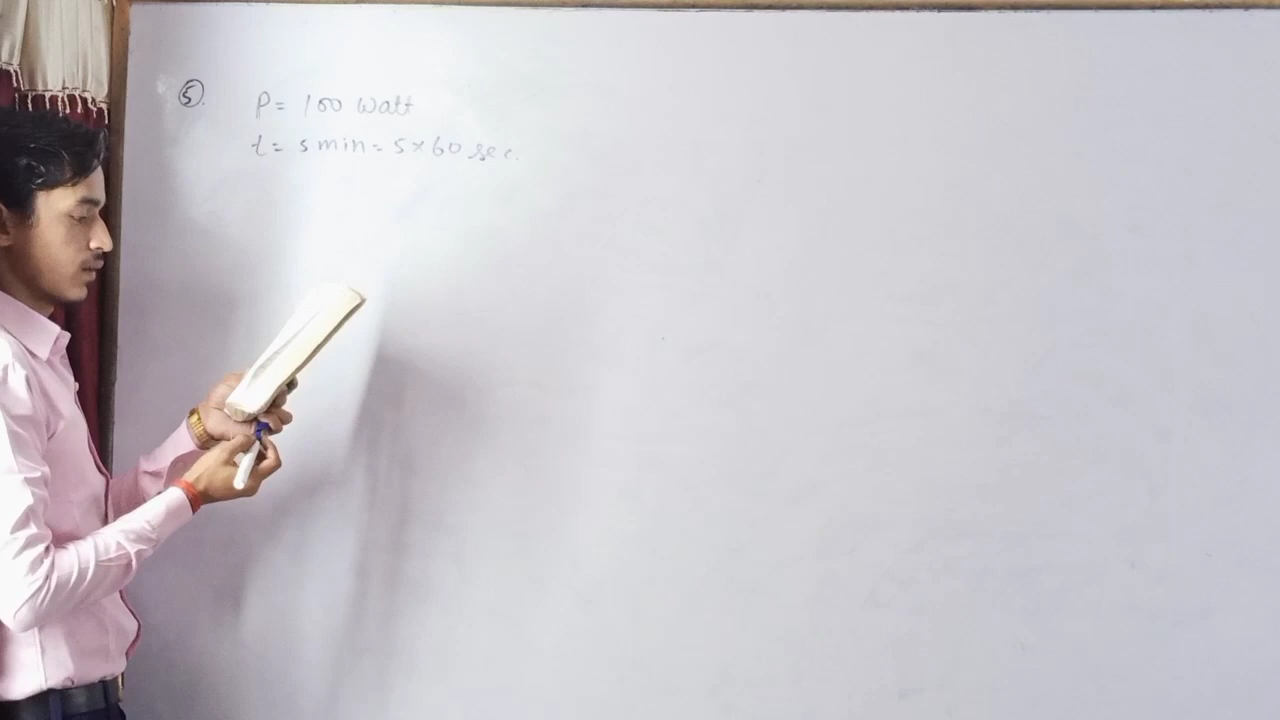 ⑤. P = 100 watt
t = 5 min = 5 × 60 sec.